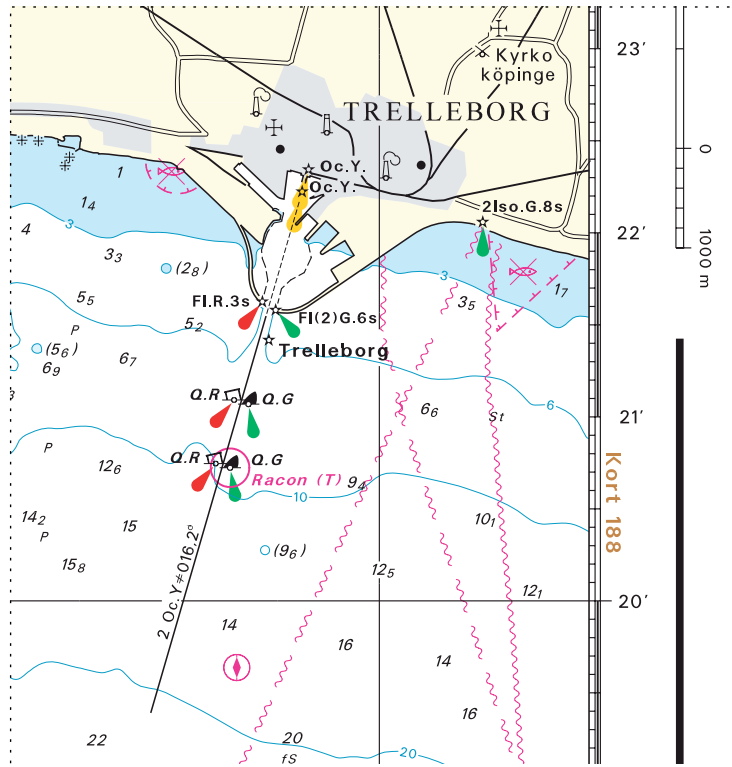 23'
Kyrko
köpinge
TRELLEBORG
0
1
Oc.Y.
Oc.Y.
1₄
2Iso.G.8s
3
4
22'
3₃
(2₈)
3
1000 m
1₇
5₅
Fl.R.3s
3₅
P
5₂
Fl(2)G.6s
(5₆)
Trelleborg
6₉
6₇
Q.R
Q.G
6
6₆
St
21'
P
Q.R
Q.G
12₆
Racon (T)
9₄
10
Kort 188
14₂
15
10₁
P
(9₆)
15₈
12₅
12₁
2 Oc.Y≠016,2°
20'
14
16
14
16
22
20
fS
20